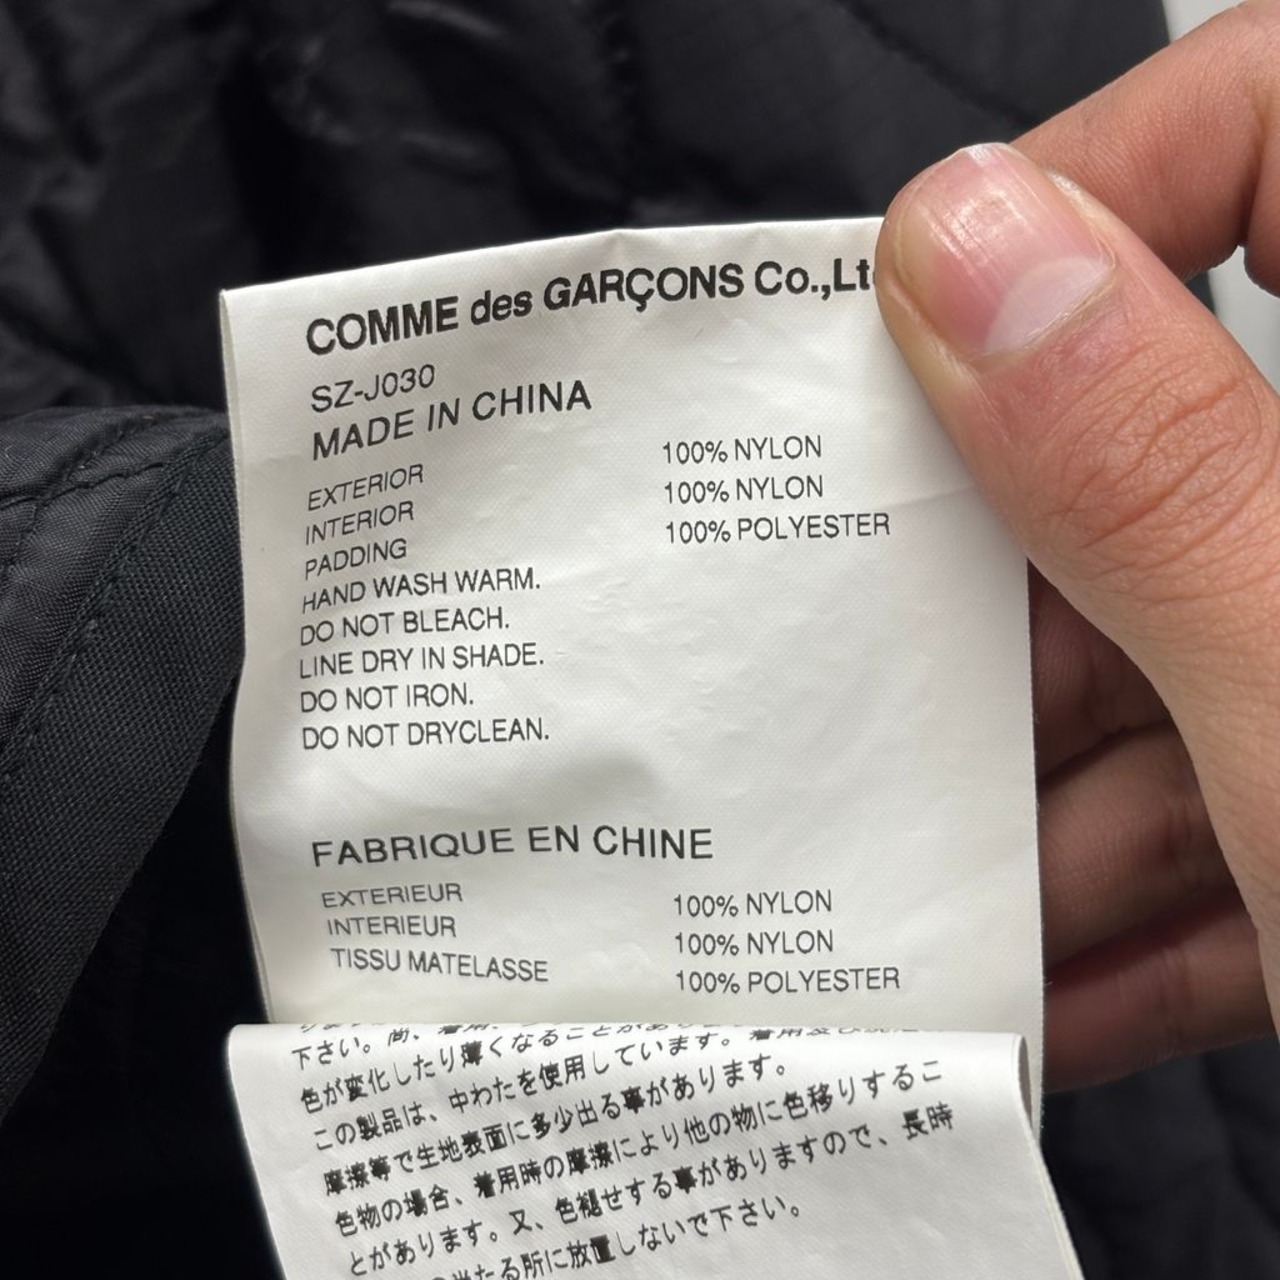 COMME des GARÇONS Co.,Lt
SZ-J030
MADE IN CHINA
EXTERIOR 100% NYLON
INTERIOR 100% NYLON
PADDING 100% POLYESTER
HAND WASH WARM.
DO NOT BLEACH.
LINE DRY IN SHADE.
DO NOT IRON.
DO NOT DRYCLEAN.
FABRIQUE EN CHINE
EXTERIEUR 100% NYLON
INTERIEUR 100% NYLON
TISSU MATELASSE 100% POLYESTER
下さい。尚、着用
色が変化したり薄くなることがあ
この製品は、中わたを使用しています。着用及び
摩擦等で生地表面に多少出る事があります。
色物の場合、着用時の摩擦により他の物に色移りするこ
とがあります。又、色褪せする事がありますので、長時
当たる所に放置しないで下さい。